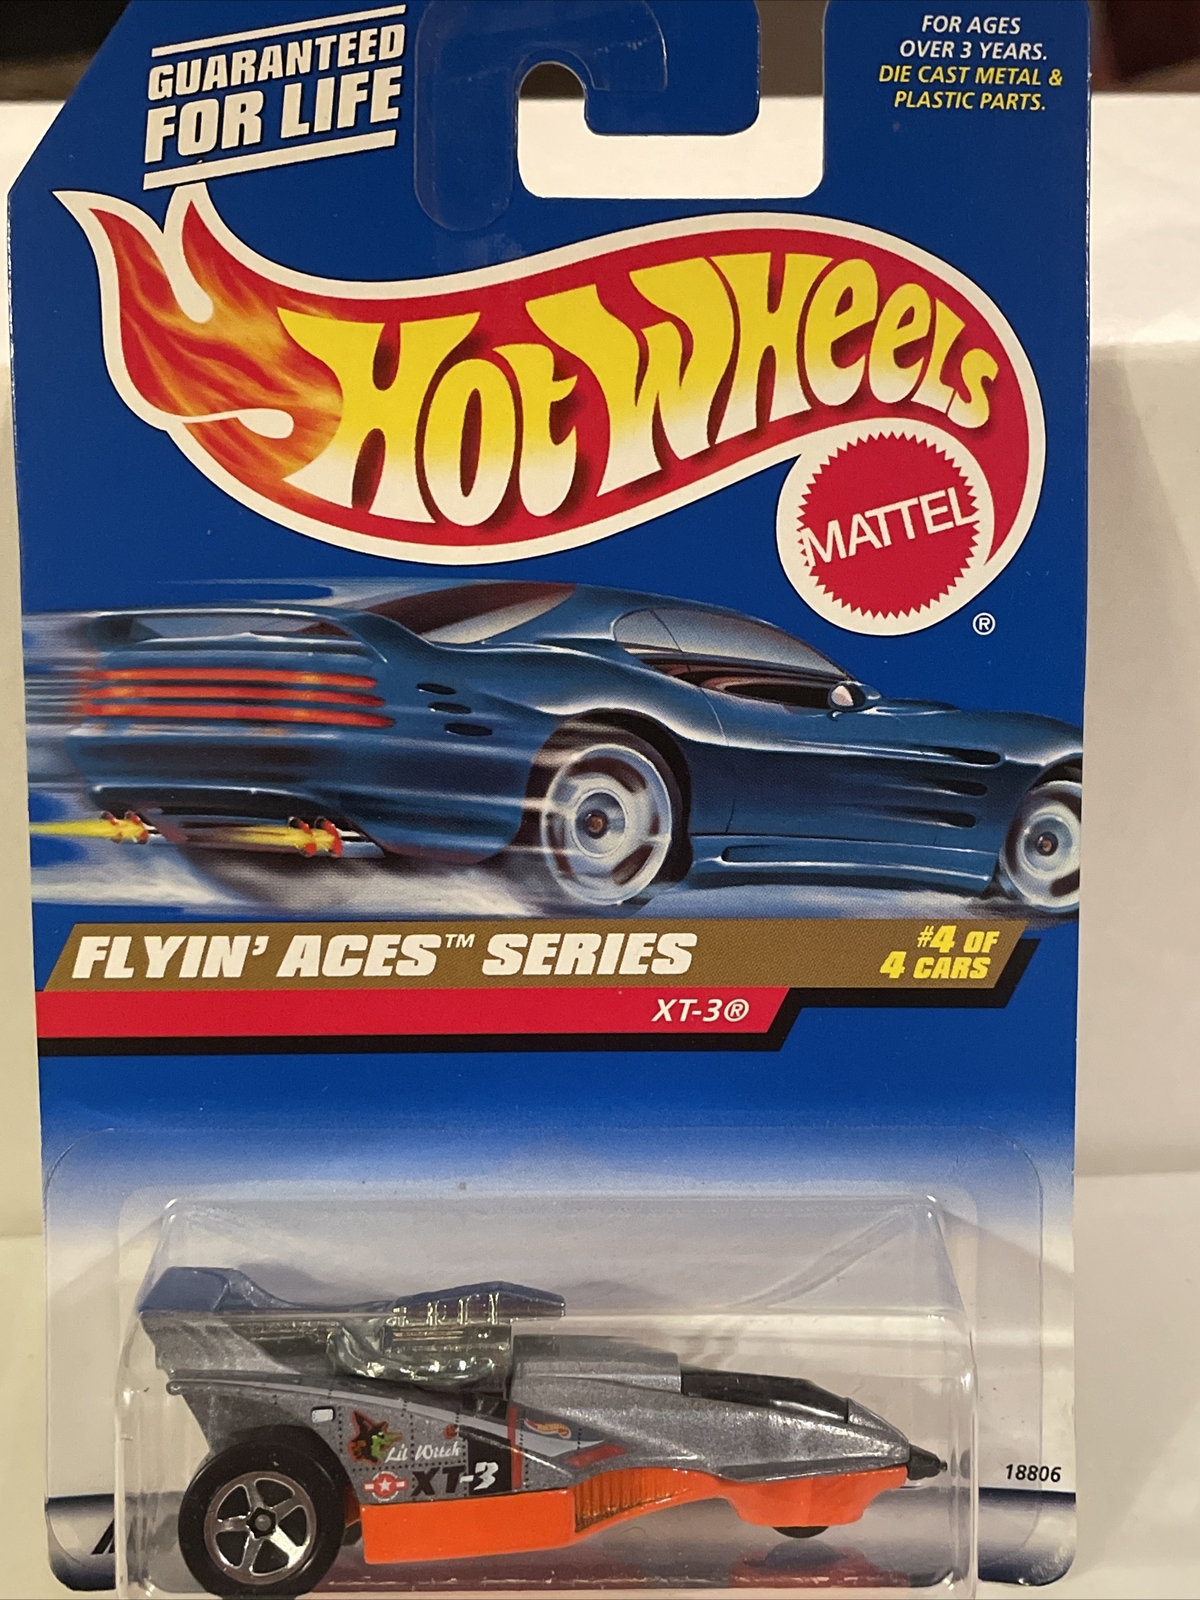 GUARANTEED
FOR LIFE
FOR AGES
OVER 3 YEARS.
DIE CAST METAL &
PLASTIC PARTS.
HOT WHEELS
MATTEL
®
FLYIN' ACES™ SERIES
#4 OF
4 CARS
XT-3®
Lil Witch
XT-3
18806